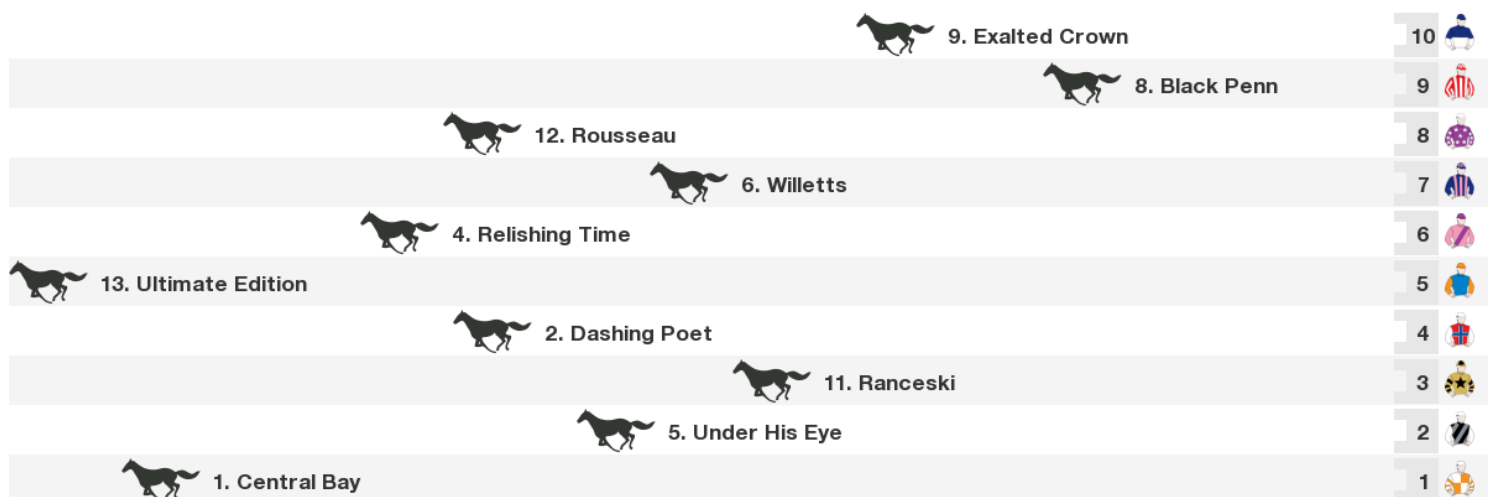 9. Exalted Crown 10
8. Black Penn 9
12. Rousseau 8
6. Willetts 7
4. Relishing Time 6
13. Ultimate Edition 5
2. Dashing Poet 4
11. Ranceski 3
5. Under His Eye 2
1. Central Bay 1